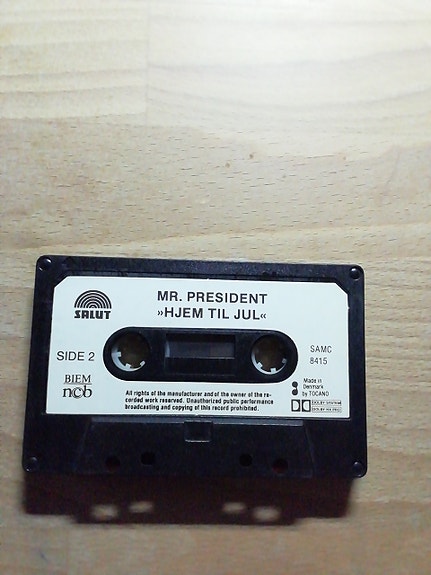 MR. PRESIDENT
»HJEM TIL JUL«
SALUT
SIDE 2
SAMC
8415
BIEM
ncb
All rights of the manufacturer and of the owner of the re-
corded work reserved. Unauthorized public performance
broadcasting and copying of this record prohibited.
Made in
Denmark
by TOCANO
DOLBY SYSTEM